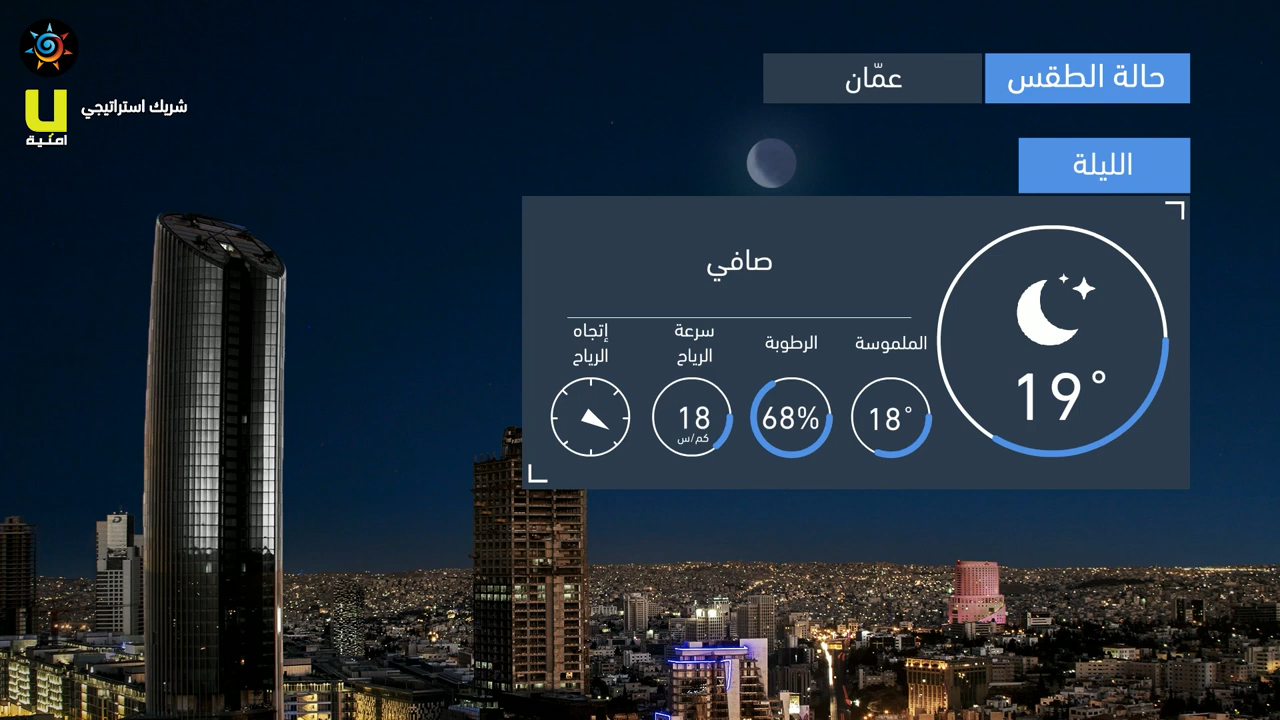 حالة الطقس
عمّان
شريك استراتيجي
U
امنية
الليلة
صافي
19°
الملموسة
18°
الرطوبة
68%
سرعة
الرياح
18
كم/س
إتجاه
الرياح